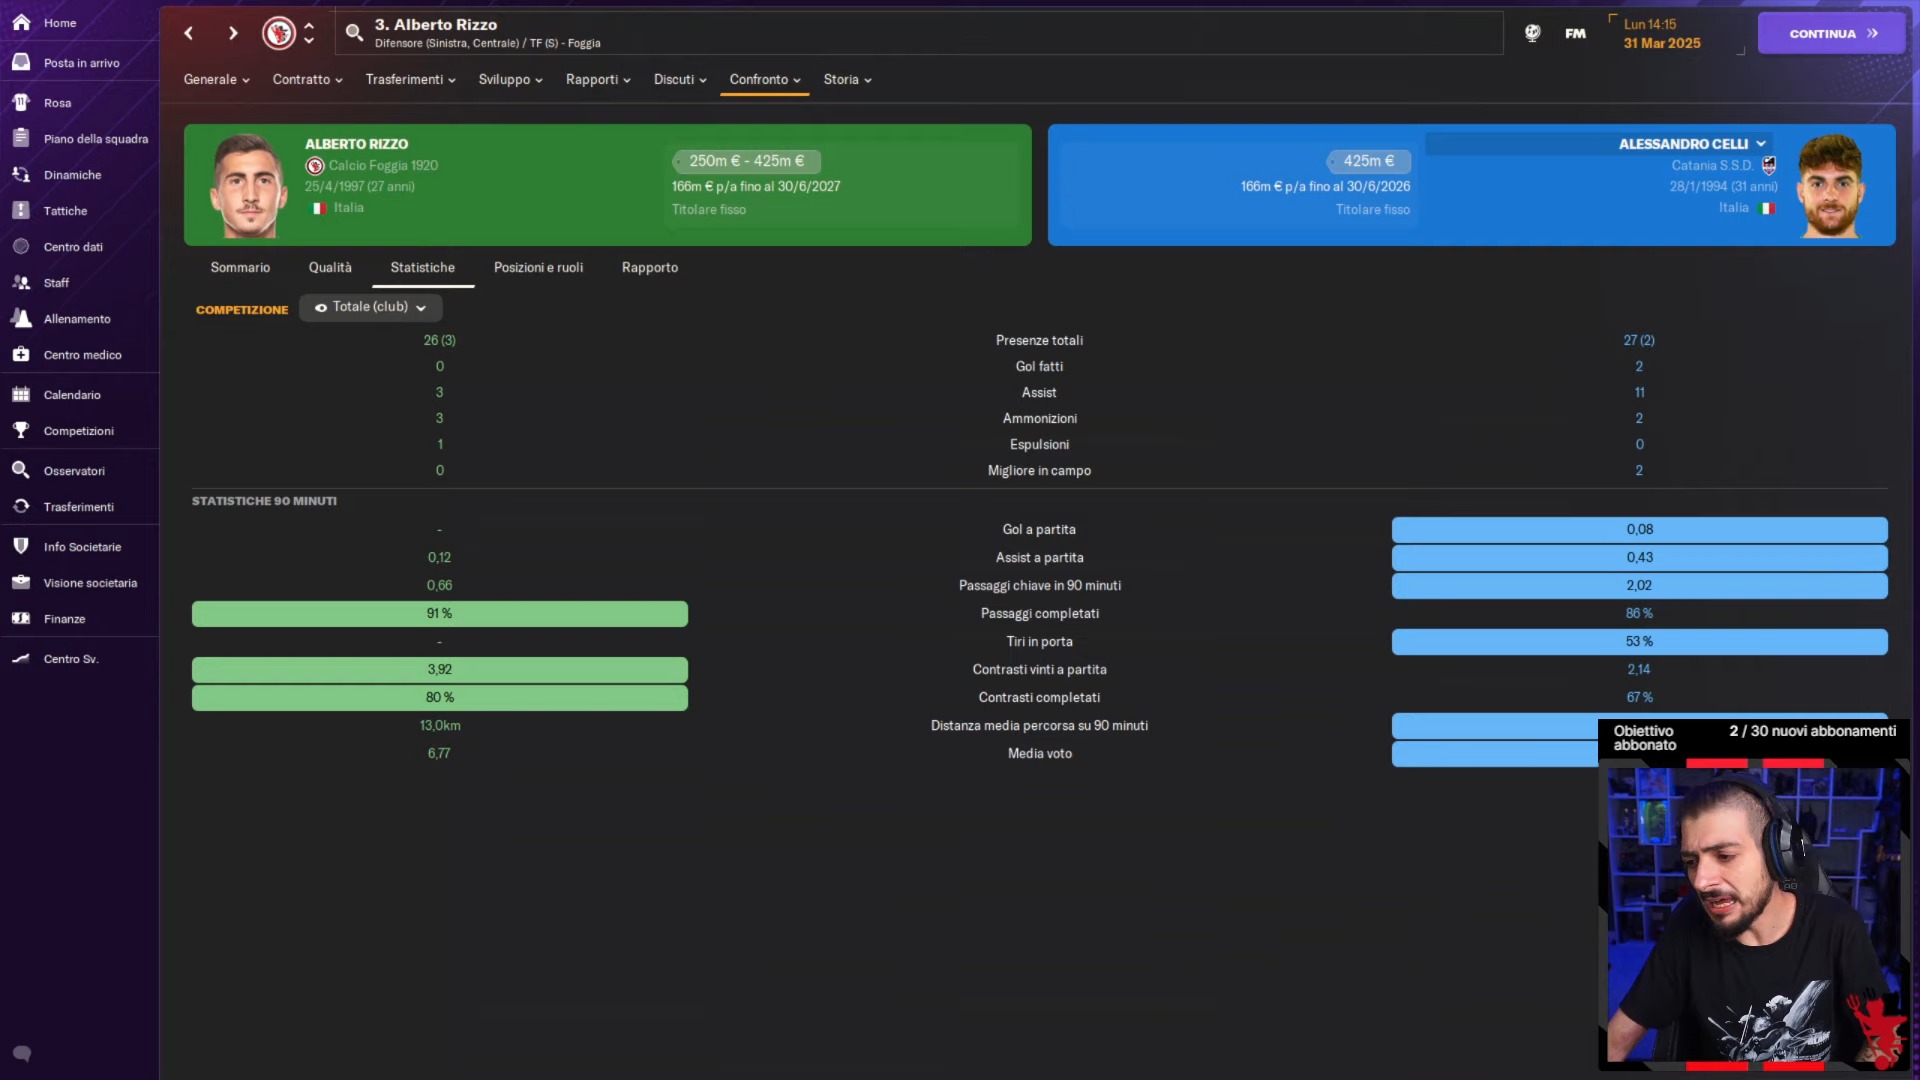 Home
Posta in arrivo
Rosa
Piano della squadra
Dinamiche
Tattiche
Centro dati
Staff
Allenamento
Centro medico
Calendario
Competizioni
Osservatori
Trasferimenti
Info Societarie
Visione societaria
Finanze
Centro Sv.
3. Alberto Rizzo
Difensore (Sinistra, Centrale) / TF (S) - Foggia
FM
Lun 14:15
31 Mar 2025
CONTINUA
Generale
Contratto
Trasferimenti
Sviluppo
Rapporti
Discuti
Confronto
Storia
ALBERTO RIZZO
Calcio Foggia 1920
25/4/1997 (27 anni)
Italia
250m € - 425m €
166m € p/a fino al 30/6/2027
Titolare fisso
425m €
166m € p/a fino al 30/6/2026
Titolare fisso
ALESSANDRO CELLI
Catania S.S.D.
28/1/1994 (31 anni)
Italia
Sommario
Qualità
Statistiche
Posizioni e ruoli
Rapporto
COMPETIZIONE
Totale (club)
26 (3) Presenze totali 27 (2)
0 Gol fatti 2
3 Assist 11
3 Ammonizioni 2
1 Espulsioni 0
0 Migliore in campo 2
STATISTICHE 90 MINUTI
- Gol a partita 0,08
0,12 Assist a partita 0,43
0,66 Passaggi chiave in 90 minuti 2,02
91 % Passaggi completati 86 %
- Tiri in porta 53 %
3,92 Contrasti vinti a partita 2,14
80 % Contrasti completati 67 %
13,0km Distanza media percorsa su 90 minuti
6,77 Media voto
Obiettivo abbonato
2 / 30 nuovi abbonamenti